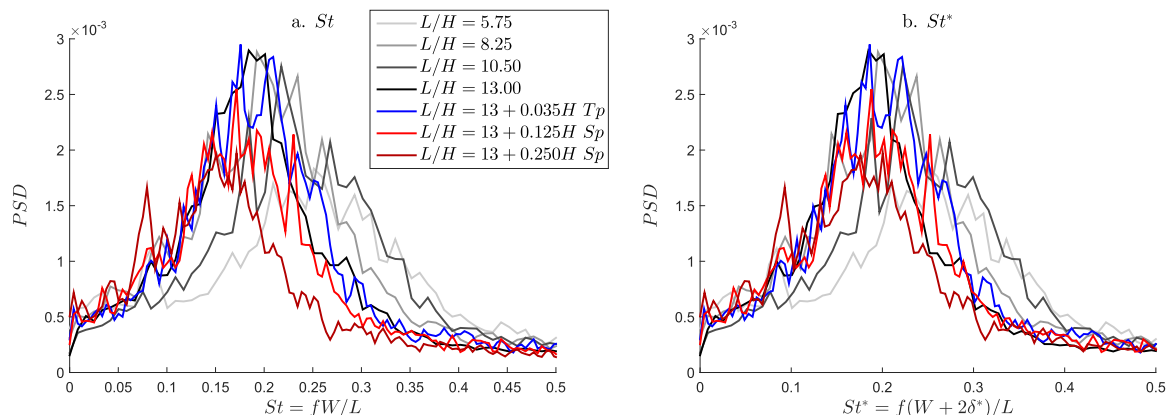 a. St
×10⁻³
3
2.5
2
1.5
1
0.5
0
PSD
0 0.05 0.1 0.15 0.2 0.25 0.3 0.35 0.4 0.45 0.5
St = fW/L
L/H = 5.75
L/H = 8.25
L/H = 10.50
L/H = 13.00
L/H = 13 + 0.035H Tp
L/H = 13 + 0.125H Sp
L/H = 13 + 0.250H Sp
b. St*
×10⁻³
3
2.5
2
1.5
1
0.5
0
PSD
0 0.1 0.2 0.3 0.4 0.5
St* = f(W + 2δ*)/L